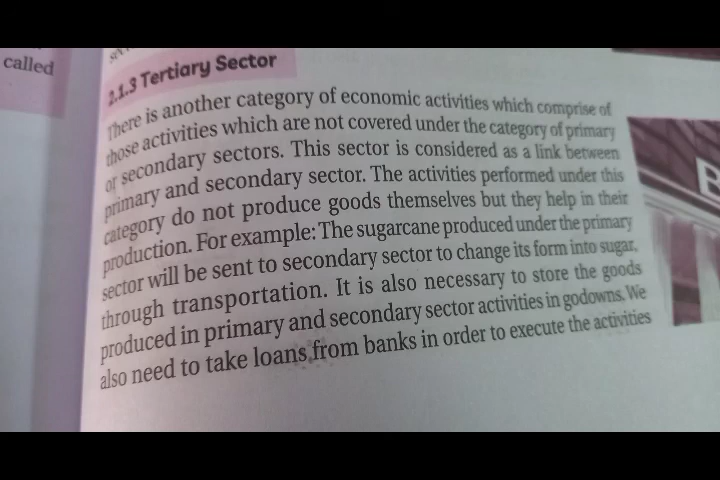 called
2.1.3 Tertiary Sector
There is another category of economic activities which comprise of
those activities which are not covered under the category of primary
or secondary sectors. This sector is considered as a link between
primary and secondary sector. The activities performed under this
category do not produce goods themselves but they help in their
production. For example: The sugarcane produced under the primary
sector will be sent to secondary sector to change its form into sugar,
through transportation. It is also necessary to store the goods
produced in primary and secondary sector activities in godowns. We
also need to take loans from banks in order to execute the activities